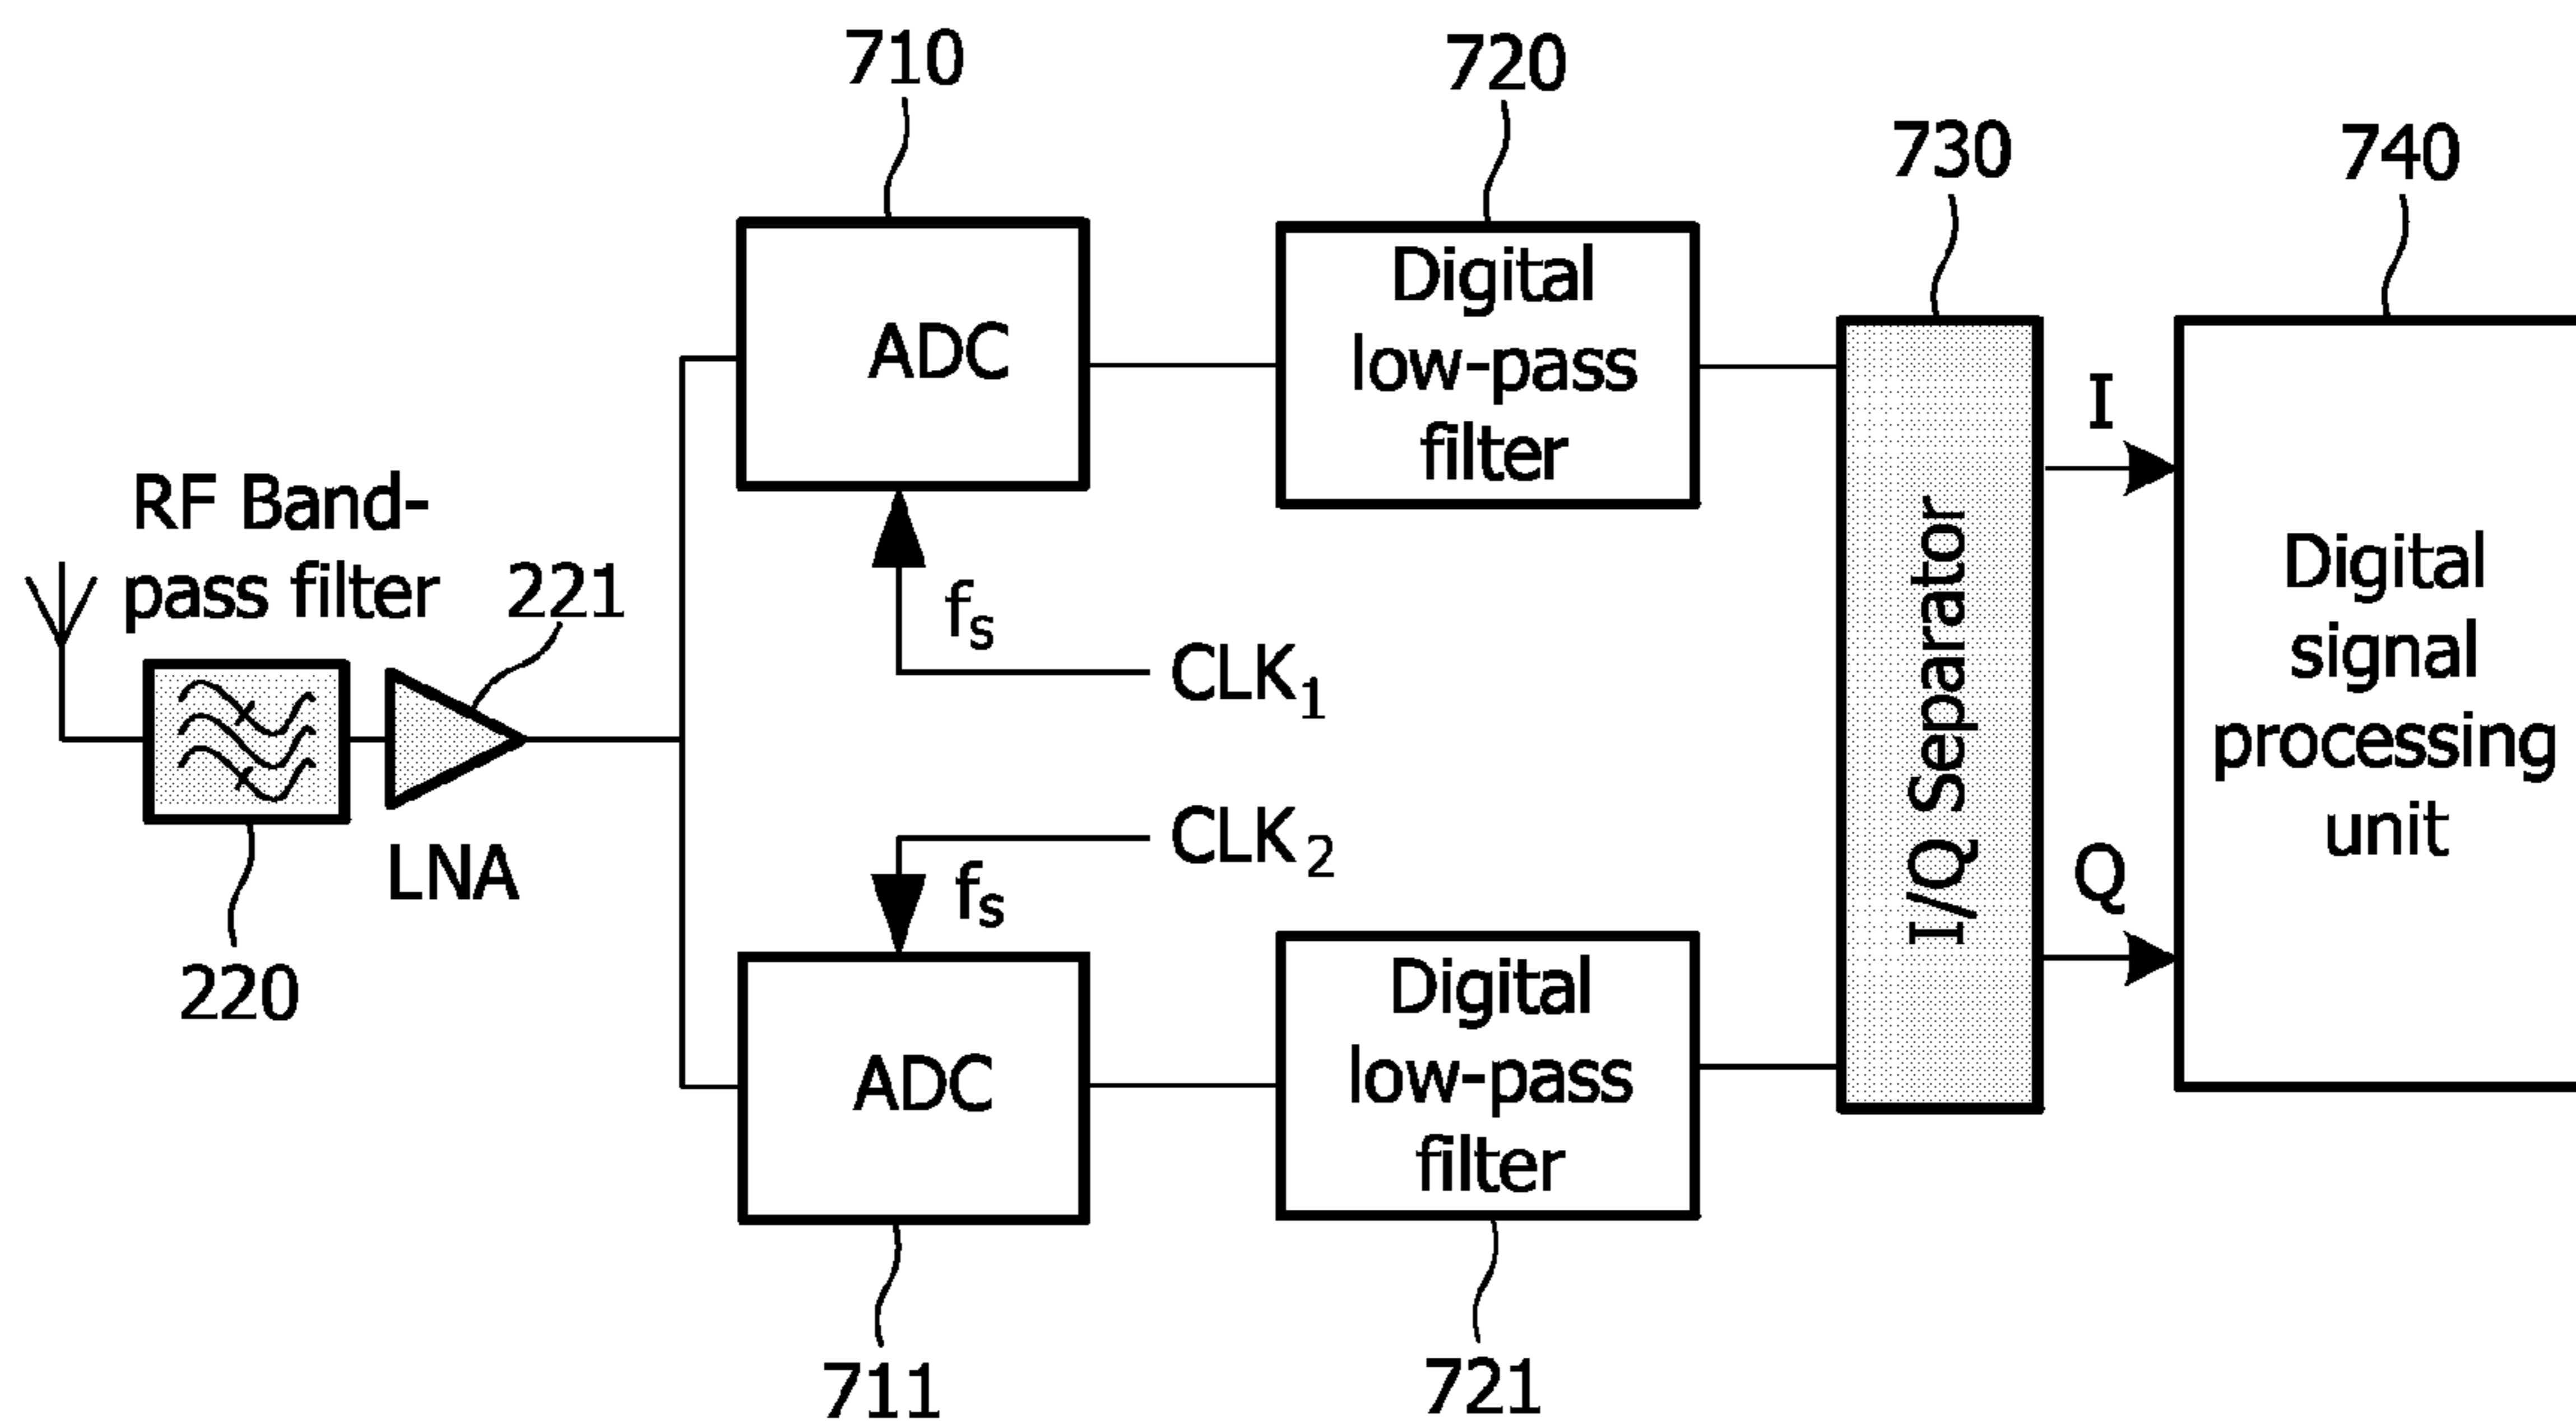 710
720
730
740
ADC
Digital
low-pass
filter
RF Band-
pass filter
221
LNA
220
fs
CLK1
CLK2
fs
ADC
Digital
low-pass
filter
711
721
I/Q Separator
I
Q
Digital
signal
processing
unit